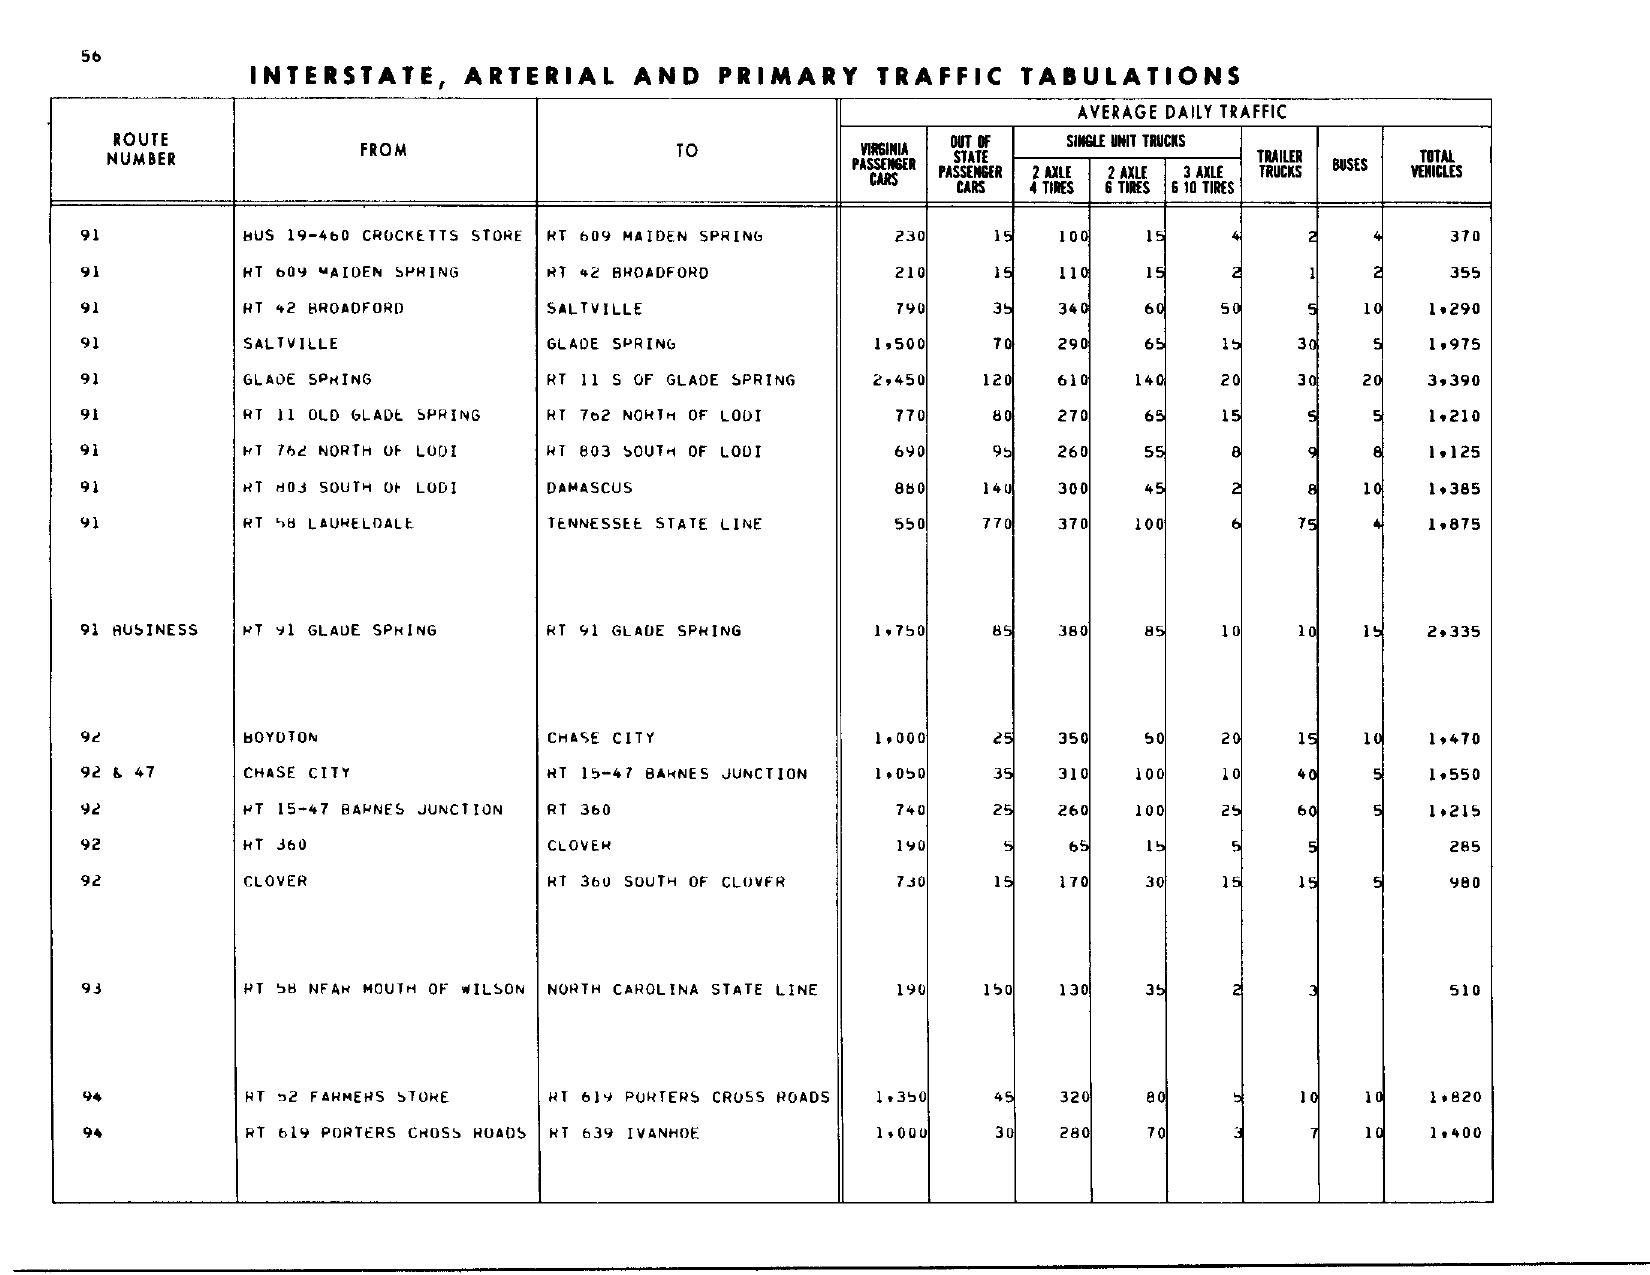 56
INTERSTATE, ARTERIAL AND PRIMARY TRAFFIC TABULATIONS
AVERAGE DAILY TRAFFIC
ROUTE NUMBER FROM TO VIRGINIA PASSENGER CARS OUT OF STATE PASSENGER CARS SINGLE UNIT TRUCKS 2 AXLE 4 TIRES 2 AXLE 6 TIRES 3 AXLE 6 10 TIRES TRAILER TRUCKS BUSES TOTAL VEHICLES
91 BUS 19-460 CROCKETTS STORE RT 609 MAIDEN SPRING 230 15 100 15 4 2 4 370
91 RT 609 MAIDEN SPRING RT 42 BROADFORD 210 15 110 15 2 1 2 355
91 RT 42 BROADFORD SALTVILLE 790 35 340 60 50 5 10 1,290
91 SALTVILLE GLADE SPRING 1,500 70 290 65 15 30 5 1,975
91 GLADE SPRING RT 11 S OF GLADE SPRING 2,450 120 610 140 20 30 20 3,390
91 RT 11 OLD GLADE SPRING RT 762 NORTH OF LODI 770 80 270 65 15 5 5 1,210
91 RT 762 NORTH OF LODI RT 803 SOUTH OF LODI 690 95 260 55 8 9 8 1,125
91 RT 803 SOUTH OF LODI DAMASCUS 880 140 300 45 2 8 10 1,385
91 RT 58 LAURELDALE TENNESSEE STATE LINE 550 770 370 100 6 75 4 1,875
91 BUSINESS RT 91 GLADE SPRING RT 91 GLADE SPRING 1,750 85 380 85 10 10 15 2,335
92 BOYDTON CHASE CITY 1,000 25 350 50 20 15 10 1,470
92 & 47 CHASE CITY RT 15-47 BARNES JUNCTION 1,050 35 310 100 10 40 5 1,550
92 RT 15-47 BARNES JUNCTION RT 360 740 25 260 100 25 60 5 1,215
92 RT 360 CLOVER 190 5 65 15 5 5 285
92 CLOVER RT 360 SOUTH OF CLOVER 730 15 170 30 15 15 5 980
93 RT 58 NEAR MOUTH OF WILSON NORTH CAROLINA STATE LINE 190 150 130 35 2 3 510
94 RT 52 FARMERS STORE RT 619 PORTERS CROSS ROADS 1,350 45 320 80 5 10 10 1,820
94 RT 619 PORTERS CROSS ROADS RT 639 IVANHOE 1,000 30 280 70 3 7 10 1,400